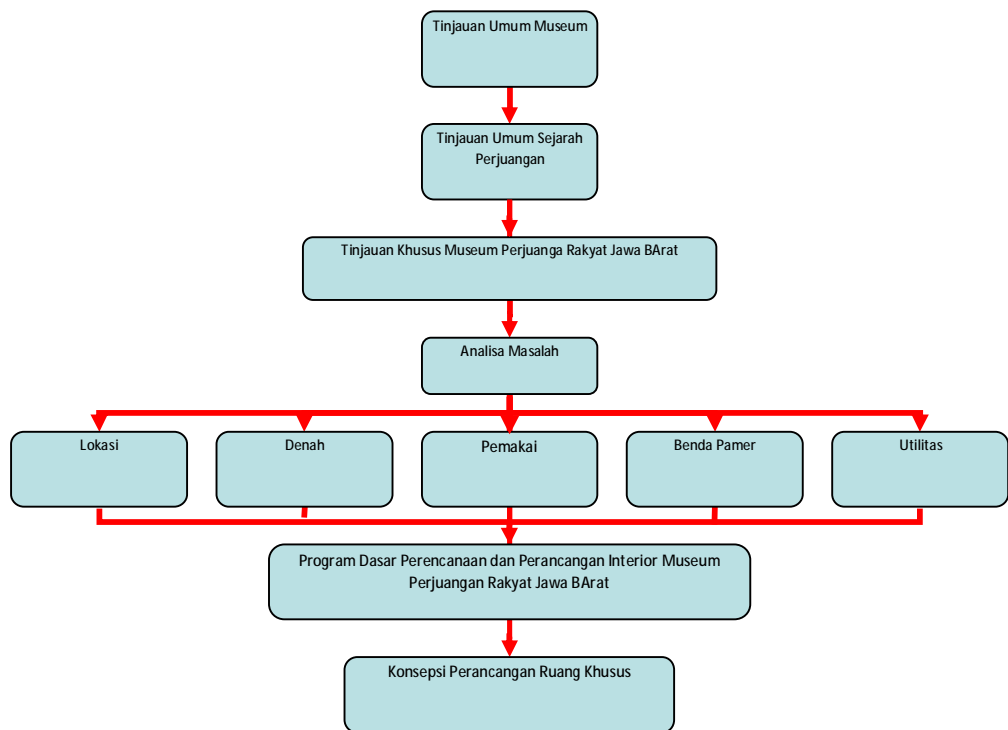 Tinjauan Umum Museum
Tinjauan Umum Sejarah
Perjuangan
Tinjauan Khusus Museum Perjuanga Rakyat Jawa BArat
Analisa Masalah
Lokasi
Denah
Pemakai
Benda Pamer
Utilitas
Program Dasar Perencanaan dan Perancangan Interior Museum
Perjuangan Rakyat Jawa BArat
Konsepsi Perancangan Ruang Khusus